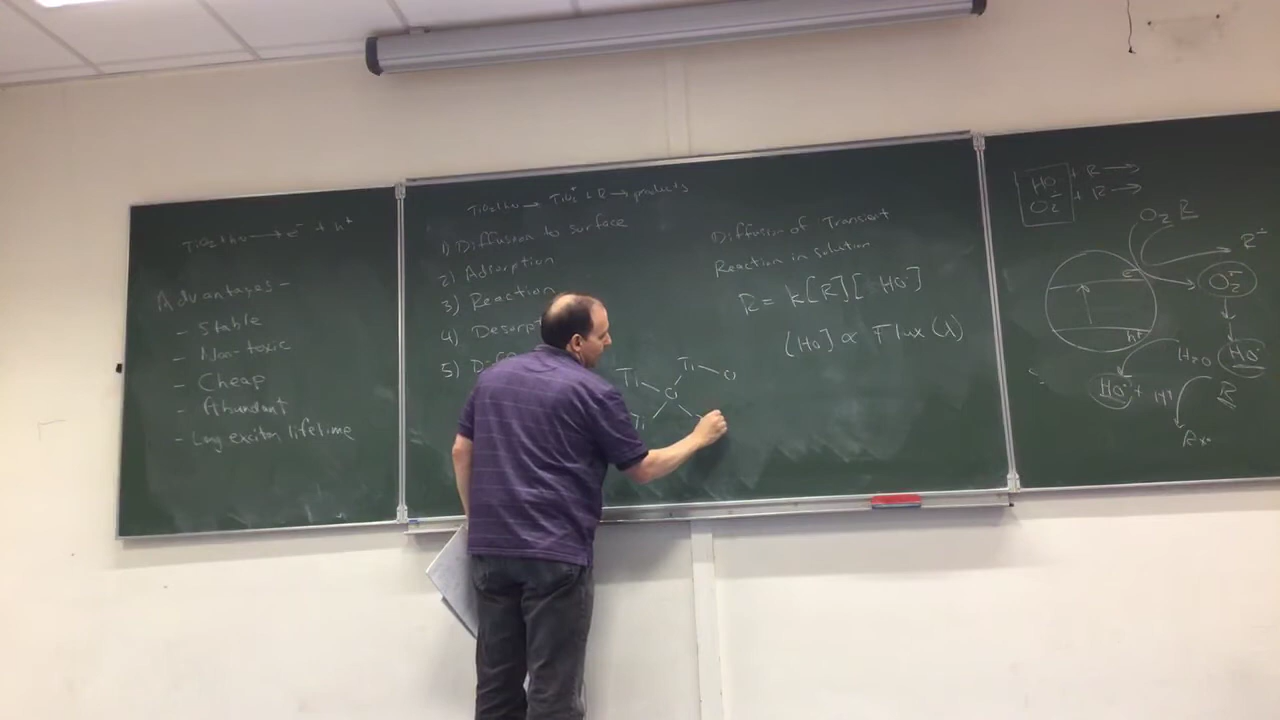 TiO2+hν → e⁻ + h⁺
Advantages -
- Stable
- Non-toxic
- Cheap
- Abundant
- Long exciton lifetime
TiO2+hν → TiO2* + R → products
1) Diffusion to surface
2) Adsorption
3) Reaction
4) Desorpt
5) D
Ti Ti O
O
Ti
Diffusion of Transient
Reaction in solution
R = k[R][HO·]
[HO·] ∝ Flux(λ)
HO· + R →
O2·⁻ + R →
O2 R
R·⁻
e⁻
O2·⁻
h⁺
H2O
HO·
HO· + H⁺
R